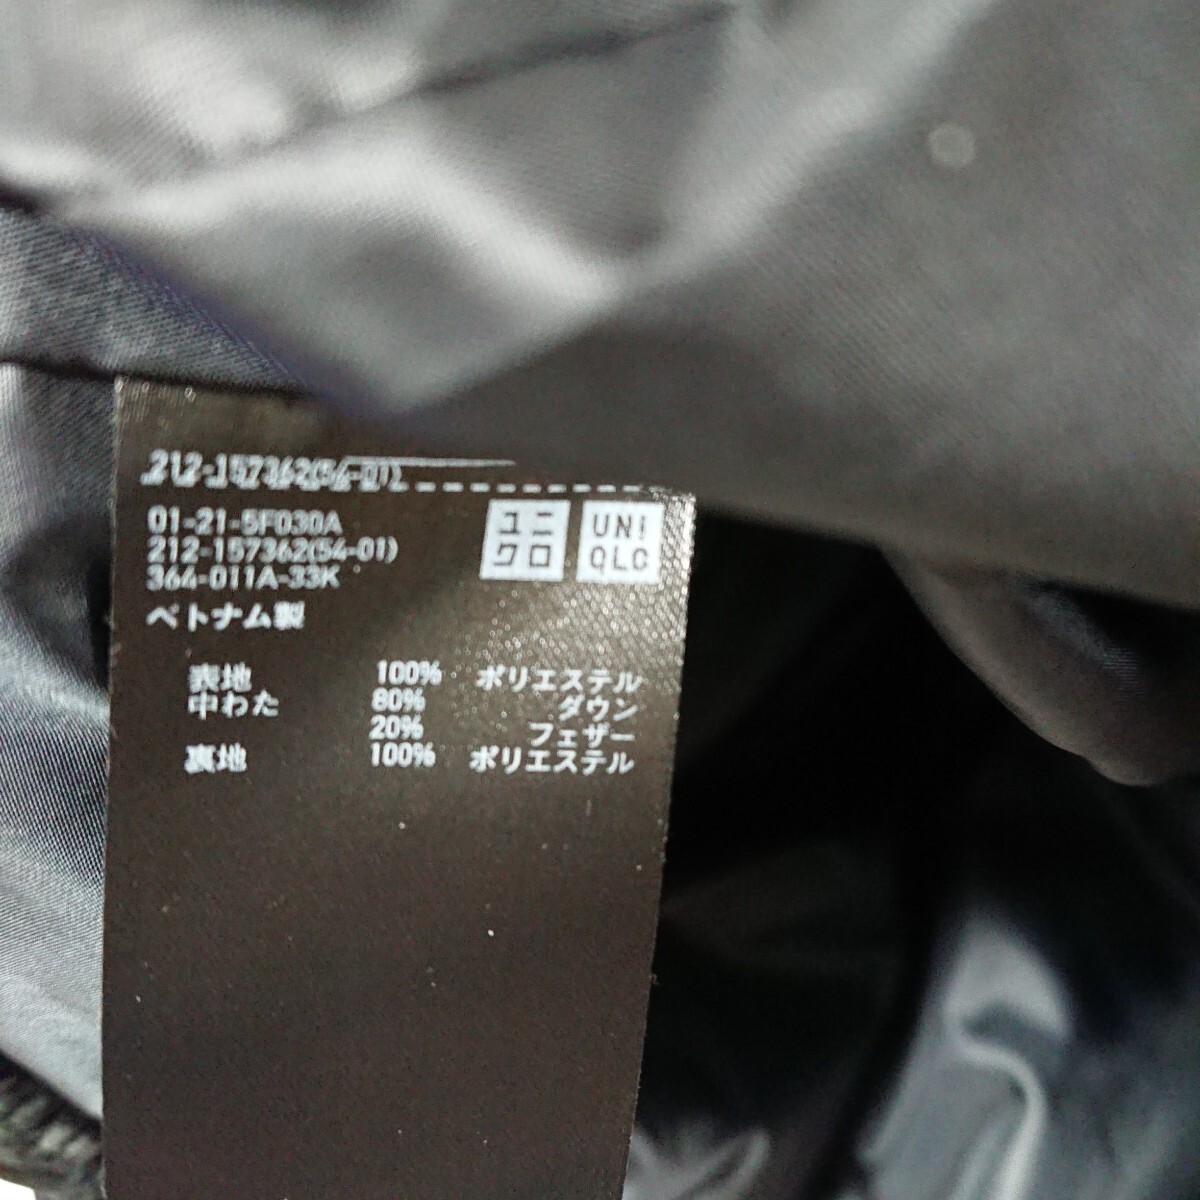 212-157362(54-01)
01-21-5F030A
212-157362(54-01)
364-011A-33K
ベトナム製
ユニ
クロ
UNI
QLO
表地 100% ポリエステル
中わた 80% ダウン
20% フェザー
裏地 100% ポリエステル